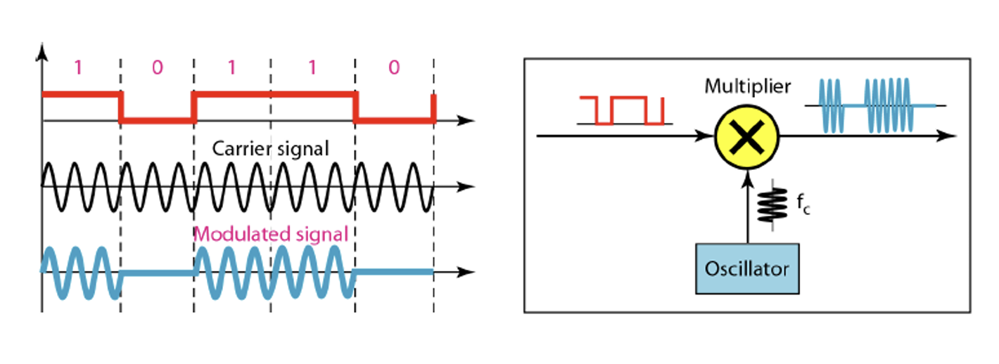 1 0 1 1 0
Carrier signal
Modulated signal
Multiplier
fc
Oscillator